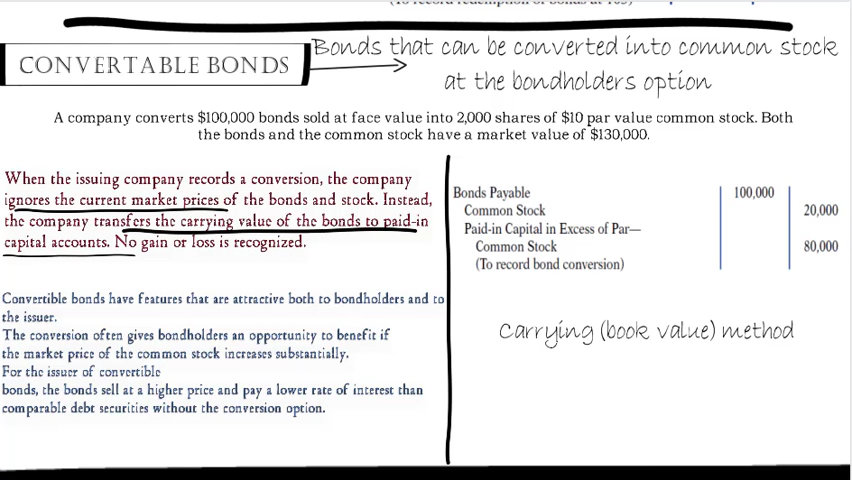 (To record redemption of bonds at 103)
Bonds that can be converted into common stock
CONVERTABLE BONDS
at the bondholders option
A company converts $100,000 bonds sold at face value into 2,000 shares of $10 par value common stock. Both
the bonds and the common stock have a market value of $130,000.
When the issuing company records a conversion, the company
ignores the current market prices of the bonds and stock. Instead,
the company transfers the carrying value of the bonds to paid-in
capital accounts. No gain or loss is recognized.
Convertible bonds have features that are attractive both to bondholders and to
the issuer.
The conversion often gives bondholders an opportunity to benefit if
the market price of the common stock increases substantially.
For the issuer of convertible
bonds, the bonds sell at a higher price and pay a lower rate of interest than
comparable debt securities without the conversion option.
Bonds Payable 100,000
Common Stock 20,000
Paid-in Capital in Excess of Par—
Common Stock 80,000
(To record bond conversion)
Carrying (book value) method